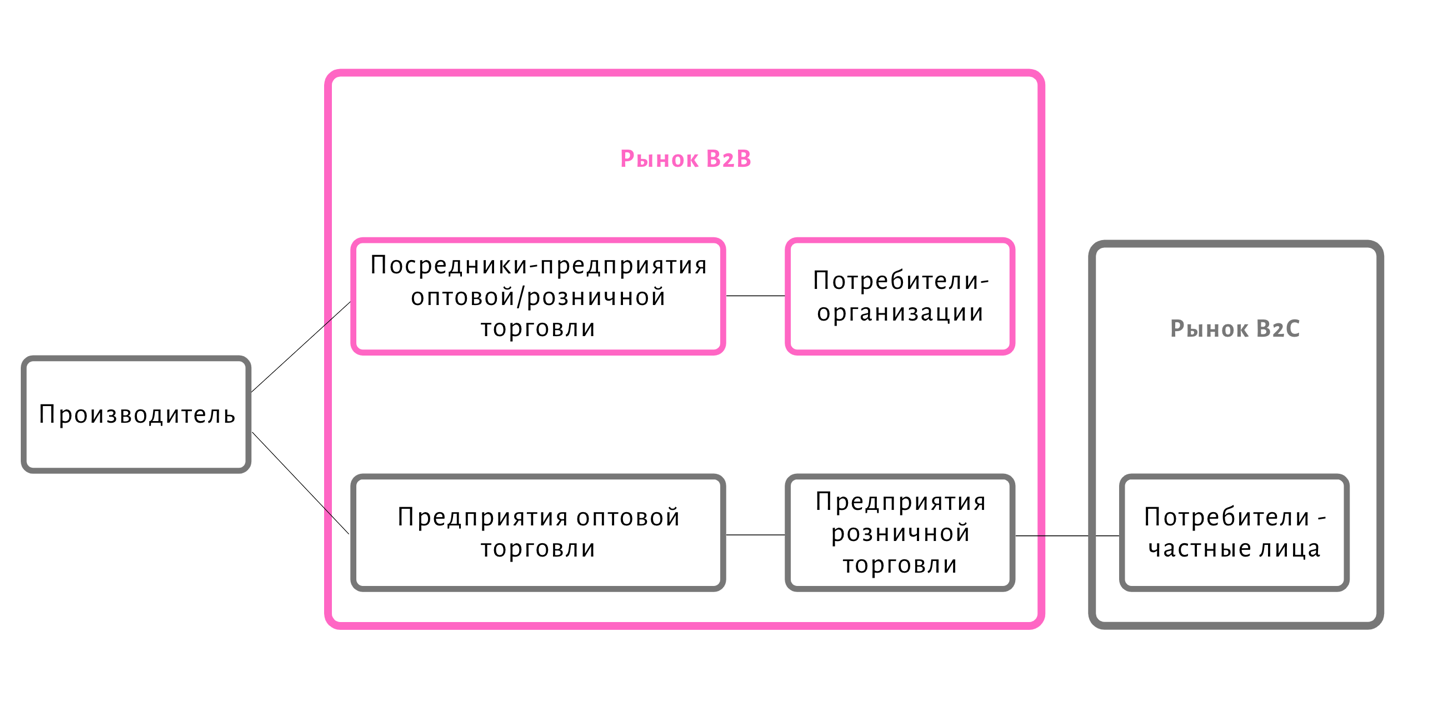 Рынок B2B
Посредники-предприятия
оптовой/розничной
торговли
Потребители-
организации
Рынок B2C
Производитель
Предприятия оптовой
торговли
Предприятия
розничной
торговли
Потребители -
частные лица